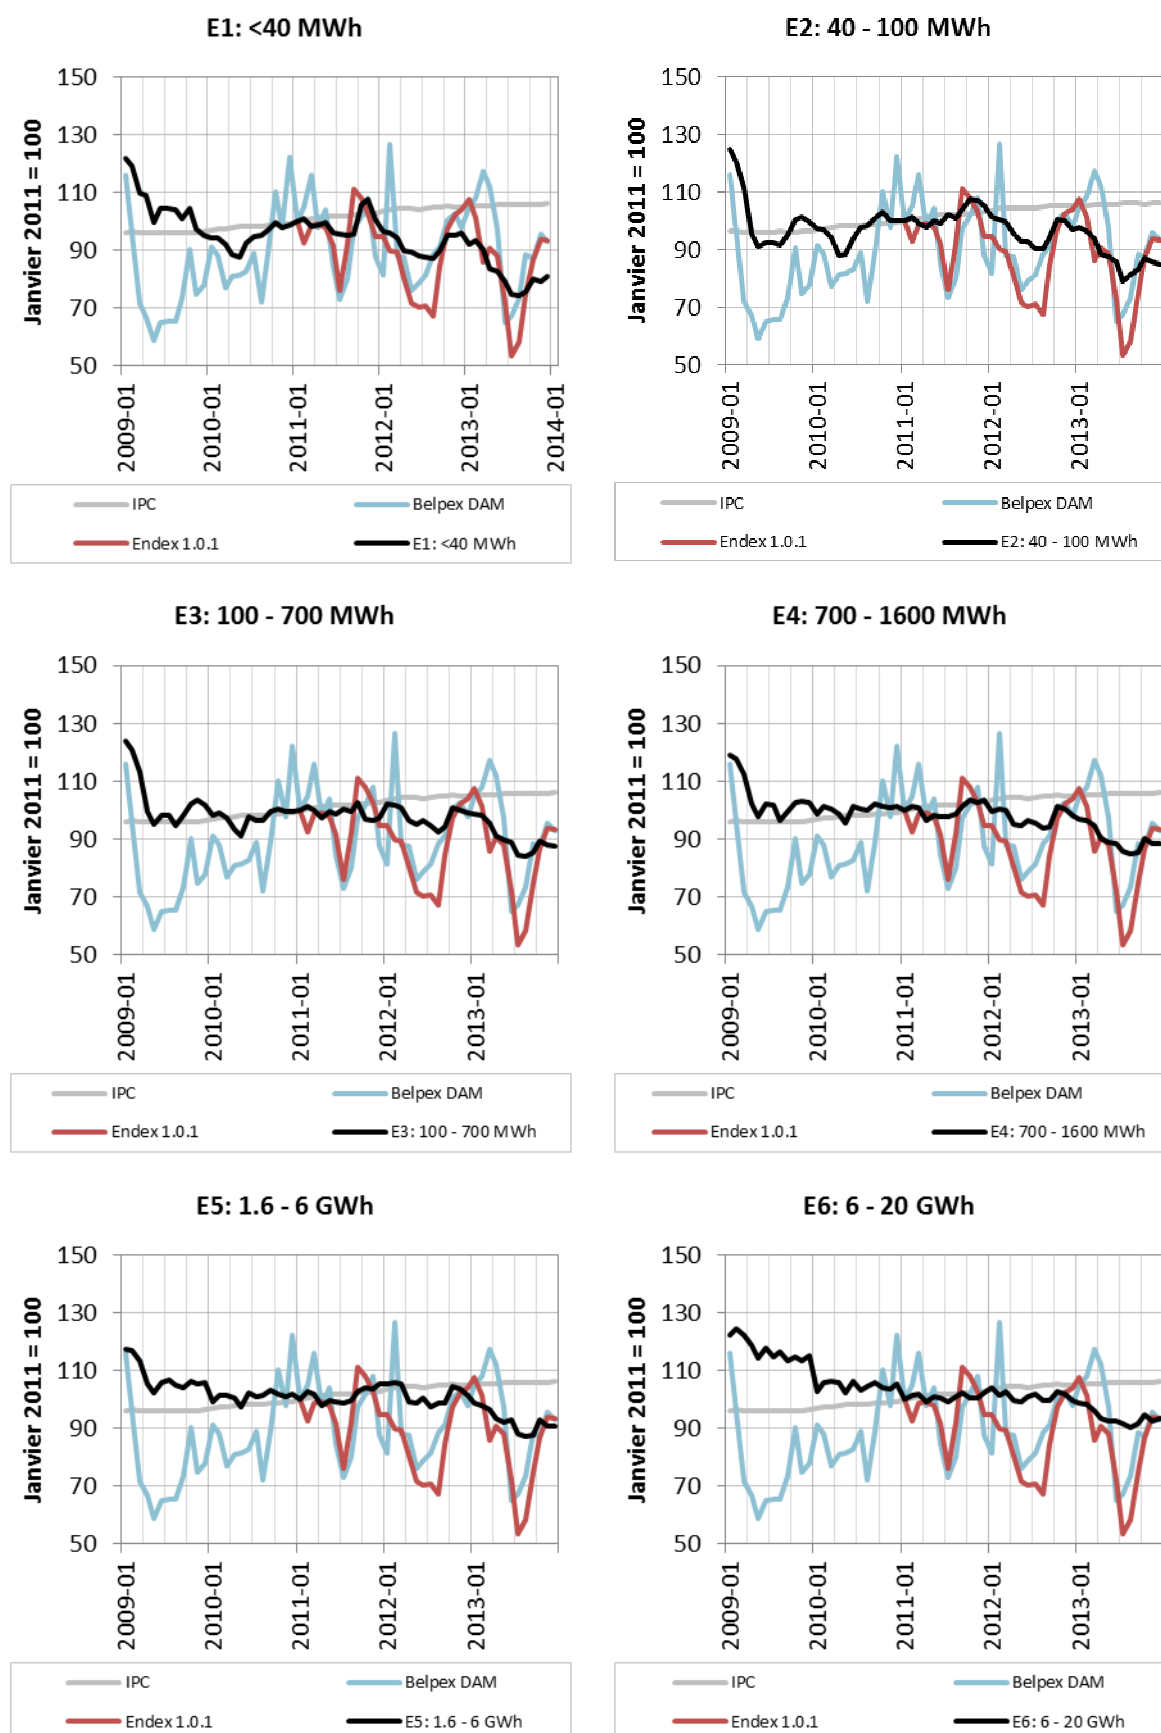 E1: <40 MWh
E2: 40 - 100 MWh
Janvier 2011 = 100
150
130
110
90
70
50
2009-01
2010-01
2011-01
2012-01
2013-01
2014-01
IPC
Belpex DAM
Endex 1.0.1
E1: <40 MWh
Janvier 2011 = 100
150
130
110
90
70
50
2009-01
2010-01
2011-01
2012-01
2013-01
IPC
Belpex DAM
Endex 1.0.1
E2: 40 - 100 MWh
E3: 100 - 700 MWh
E4: 700 - 1600 MWh
Janvier 2011 = 100
150
130
110
90
70
50
2009-01
2010-01
2011-01
2012-01
2013-01
IPC
Belpex DAM
Endex 1.0.1
E3: 100 - 700 MWh
Janvier 2011 = 100
150
130
110
90
70
50
2009-01
2010-01
2011-01
2012-01
2013-01
IPC
Belpex DAM
Endex 1.0.1
E4: 700 - 1600 MWh
E5: 1.6 - 6 GWh
E6: 6 - 20 GWh
Janvier 2011 = 100
150
130
110
90
70
50
2009-01
2010-01
2011-01
2012-01
2013-01
IPC
Belpex DAM
Endex 1.0.1
E5: 1.6 - 6 GWh
Janvier 2011 = 100
150
130
110
90
70
50
2009-01
2010-01
2011-01
2012-01
2013-01
IPC
Belpex DAM
Endex 1.0.1
E6: 6 - 20 GWh